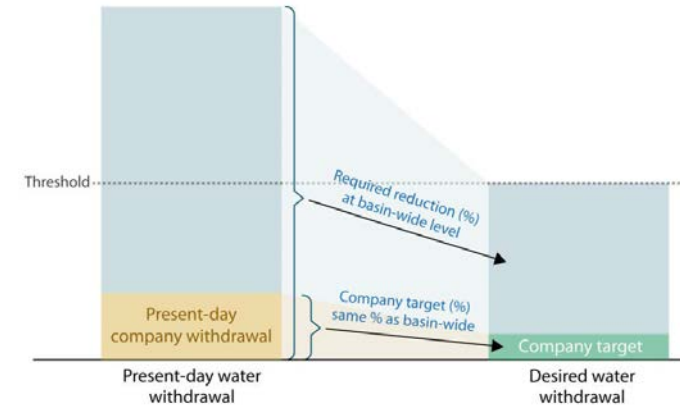 Threshold
Required reduction (%)
at basin-wide level
Present-day
company withdrawal
Company target (%)
same % as basin-wide
Company target
Present-day water
withdrawal
Desired water
withdrawal